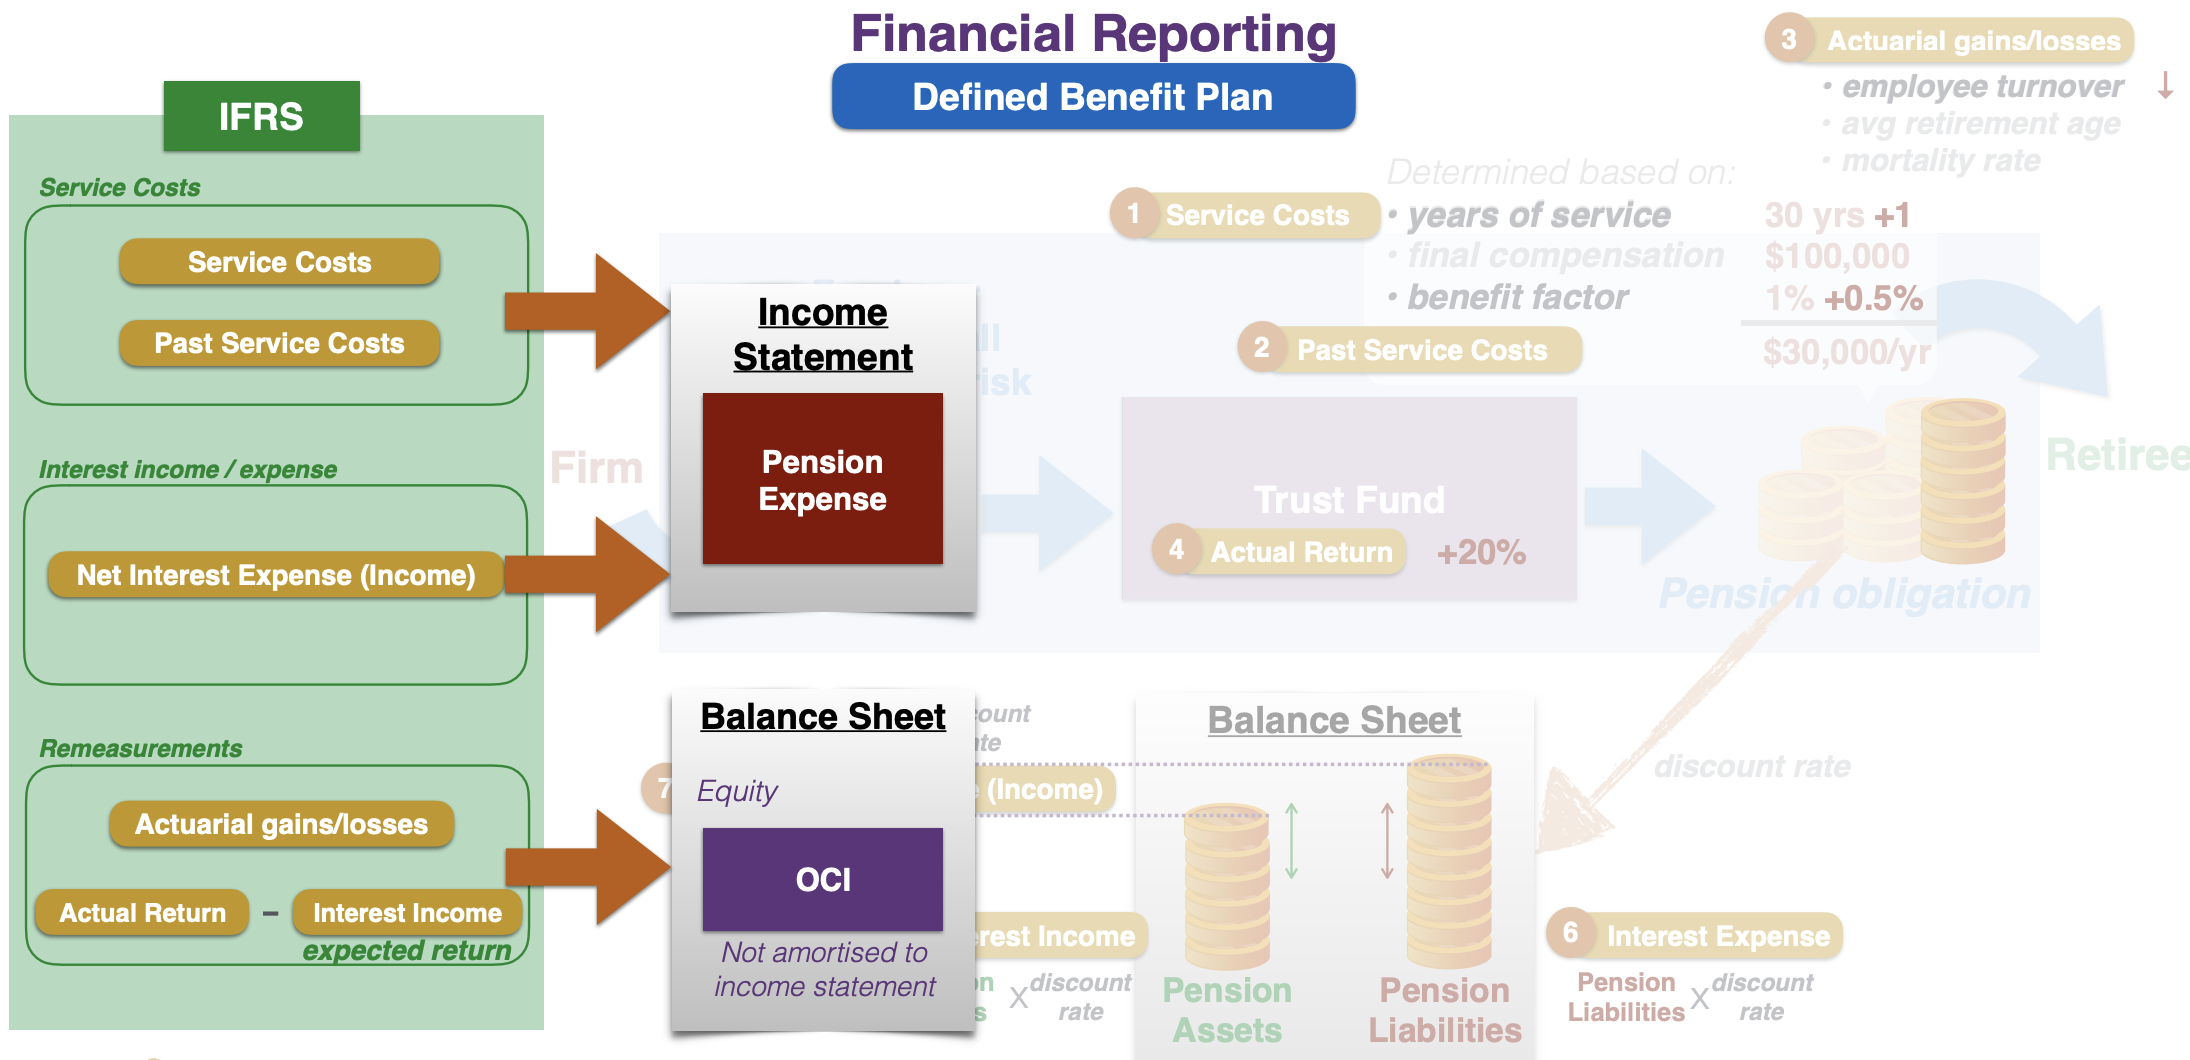 Financial Reporting
Defined Benefit Plan
3 Actuarial gains/losses
• employee turnover ↓
• avg retirement age
• mortality rate
IFRS
Service Costs
Service Costs
Past Service Costs
Interest income / expense
Net Interest Expense (Income)
Remeasurements
Actuarial gains/losses
Actual Return – Interest Income
expected return
Income
Statement
Pension
Expense
Balance Sheet
Equity
OCI
Not amortised to
income statement
Firm
risk
1 Service Costs
Determined based on:
• years of service 30 yrs +1
• final compensation $100,000
• benefit factor 1% +0.5%
$30,000/yr
2 Past Service Costs
Trust Fund
4 Actual Return +20%
Pension obligation
Retiree
discount rate
7
(Income)
Balance Sheet
Income
X discount
rate
Pension
Assets
Pension
Liabilities
6 Interest Expense
Pension
Liabilities X discount
rate